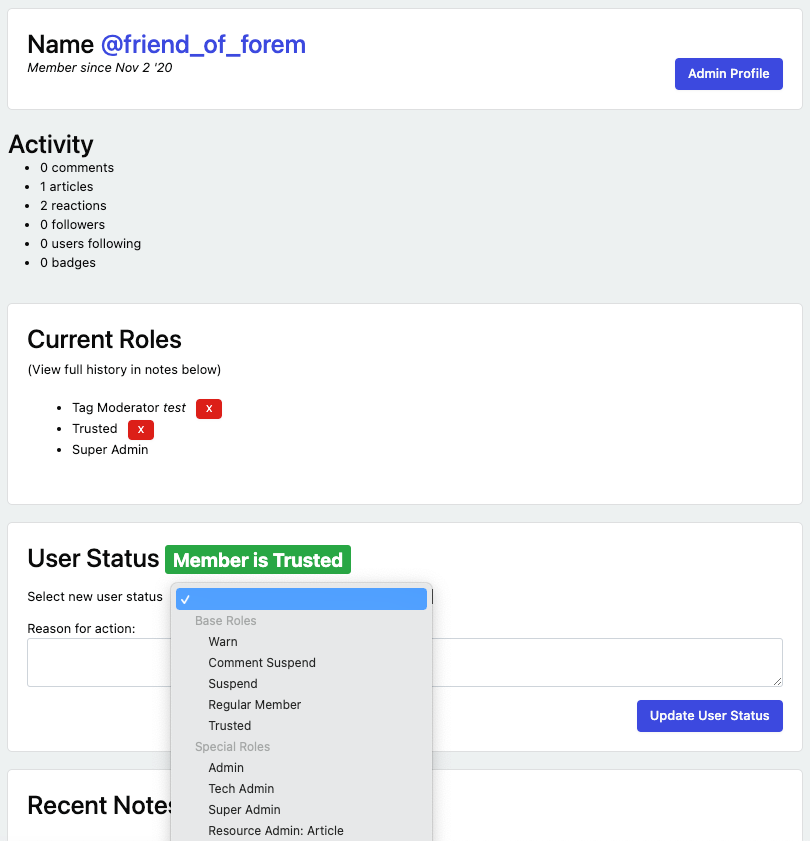 Name @friend_of_forem
Member since Nov 2 '20
Admin Profile
Activity
0 comments
1 articles
2 reactions
0 followers
0 users following
0 badges
Current Roles
(View full history in notes below)
Tag Moderator test x
Trusted x
Super Admin
User Status Member is Trusted
Select new user status
Base Roles
Warn
Comment Suspend
Suspend
Regular Member
Trusted
Special Roles
Admin
Tech Admin
Super Admin
Resource Admin: Article
Reason for action:
Update User Status
Recent Notes